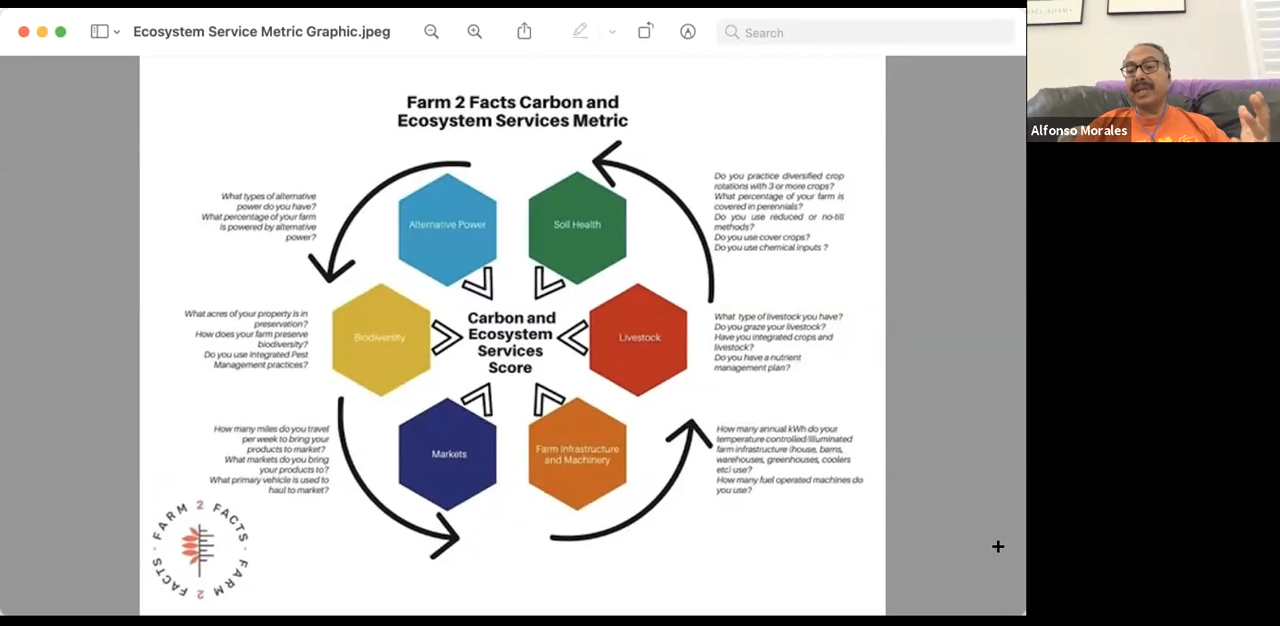 Ecosystem Service Metric Graphic.jpeg
Search
Alfonso Morales
Farm 2 Facts Carbon and
Ecosystem Services Metric
What types of alternative
power do you have?
What percentage of your farm
is powered by alternative
power?
Alternative Power
Soil Health
Do you practice diversified crop
rotations with 3 or more crops?
What percentage of your farm is
covered in perennials?
Do you use reduced or no-till
methods?
Do you use cover crops?
Do you use chemical inputs ?
What acres of your property is in
preservation?
How does your farm preserve
biodiversity?
Do you use Integrated Pest
Management practices?
Biodiversity
Carbon and
Ecosystem
Services
Score
Livestock
What type of livestock you have?
Do you graze your livestock?
Have you integrated crops and
livestock?
Do you have a nutrient
management plan?
How many miles do you travel
per week to bring your
products to market?
What markets do you bring
your products to?
What primary vehicle is used to
haul to market?
Markets
Farm Infrastructure
and Machinery
How many annual kWh do your
temperature controlled/illuminated
farm infrastructure (house, barns,
warehouses, greenhouses, coolers
etc) use?
How many fuel operated machines do
you use?
FARM 2 FACTS
FARM 2 FACTS